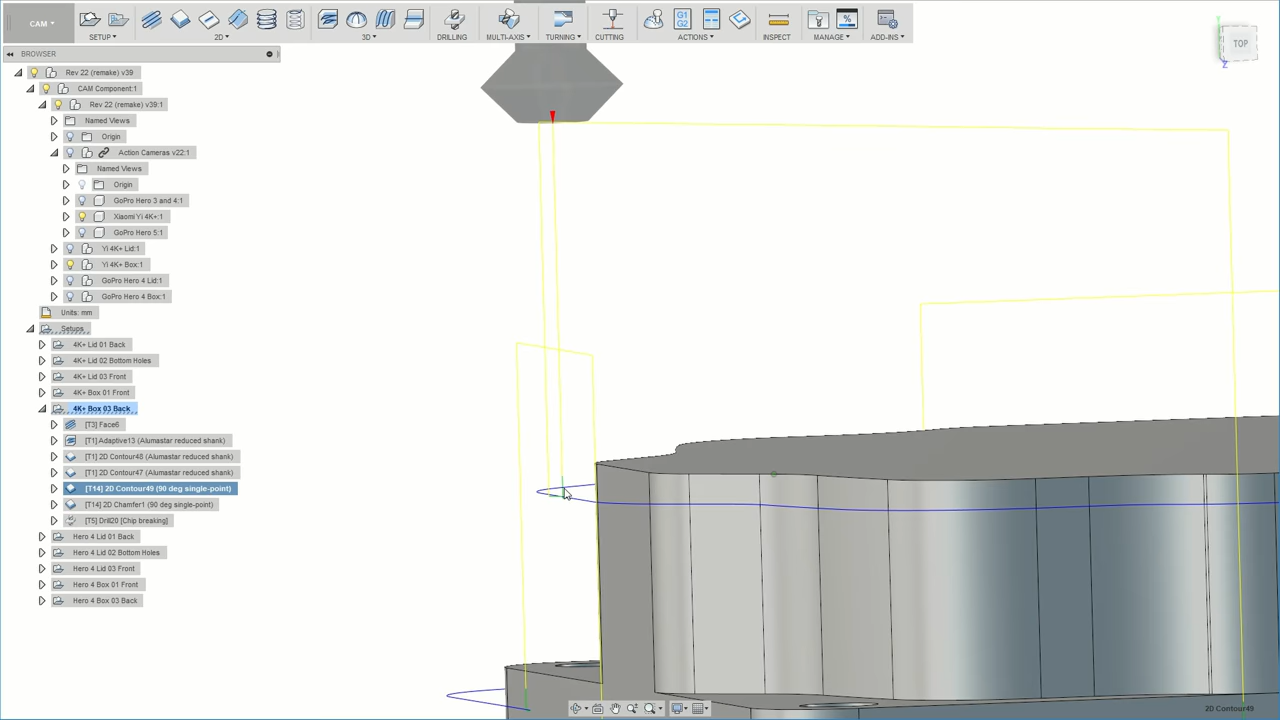 CAM
SETUP
2D
3D
DRILLING
MULTI-AXIS
TURNING
CUTTING
G1
G2
ACTIONS
INSPECT
%
MANAGE
ADD-INS
BROWSER
TOP
Z
Rev 22 (remake) v39
CAM Component:1
Rev 22 (remake) v39:1
Named Views
Origin
Action Cameras v22:1
Named Views
Origin
GoPro Hero 3 and 4:1
Xiaomi Yi 4K+:1
GoPro Hero 5:1
Yi 4K+ Lid:1
Yi 4K+ Box:1
GoPro Hero 4 Lid:1
GoPro Hero 4 Box:1
Units: mm
Setups
4K+ Lid 01 Back
4K+ Lid 02 Bottom Holes
4K+ Lid 03 Front
4K+ Box 01 Front
4K+ Box 03 Back
[T3] Face6
[T1] Adaptive13 (Alumastar reduced shank)
[T1] 2D Contour48 (Alumastar reduced shank)
[T1] 2D Contour47 (Alumastar reduced shank)
[T14] 2D Contour49 (90 deg single-point)
[T14] 2D Chamfer1 (90 deg single-point)
[T5] Drill20 [Chip breaking]
Hero 4 Lid 01 Back
Hero 4 Lid 02 Bottom Holes
Hero 4 Lid 03 Front
Hero 4 Box 01 Front
Hero 4 Box 03 Back
2D Contour49